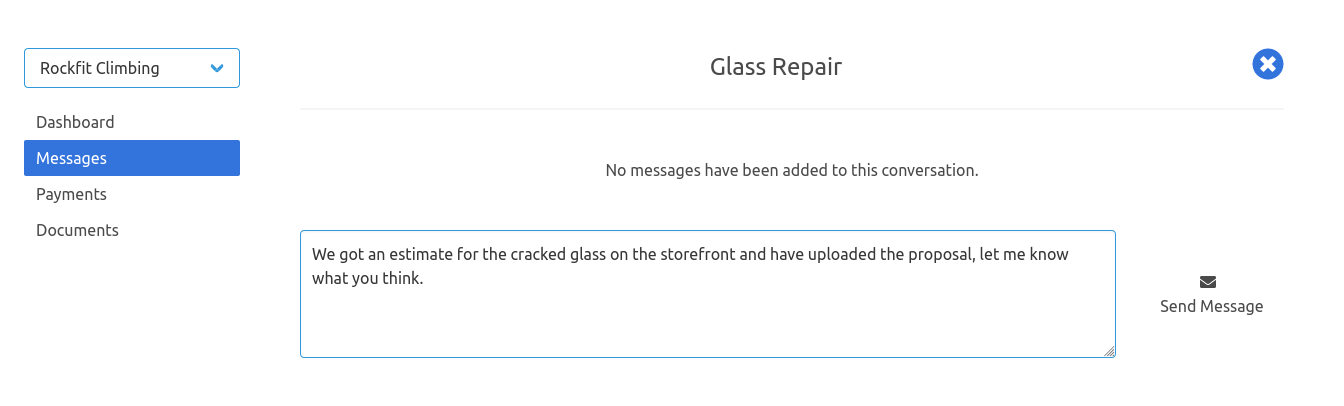 Rockfit Climbing
Dashboard
Messages
Payments
Documents
Glass Repair
No messages have been added to this conversation.
We got an estimate for the cracked glass on the storefront and have uploaded the proposal, let me know
what you think.
Send Message